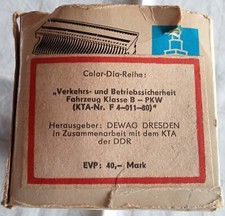 Color-Dia-Reihe:
„Verkehrs- und Betriebssicherheit
Fahrzeug Klasse B – PKW
(KTA-Nr. F 4-011-80)"
Herausgeber: DEWAG DRESDEN
in Zusammenarbeit mit dem KTA
der DDR
EVP: 40,– Mark